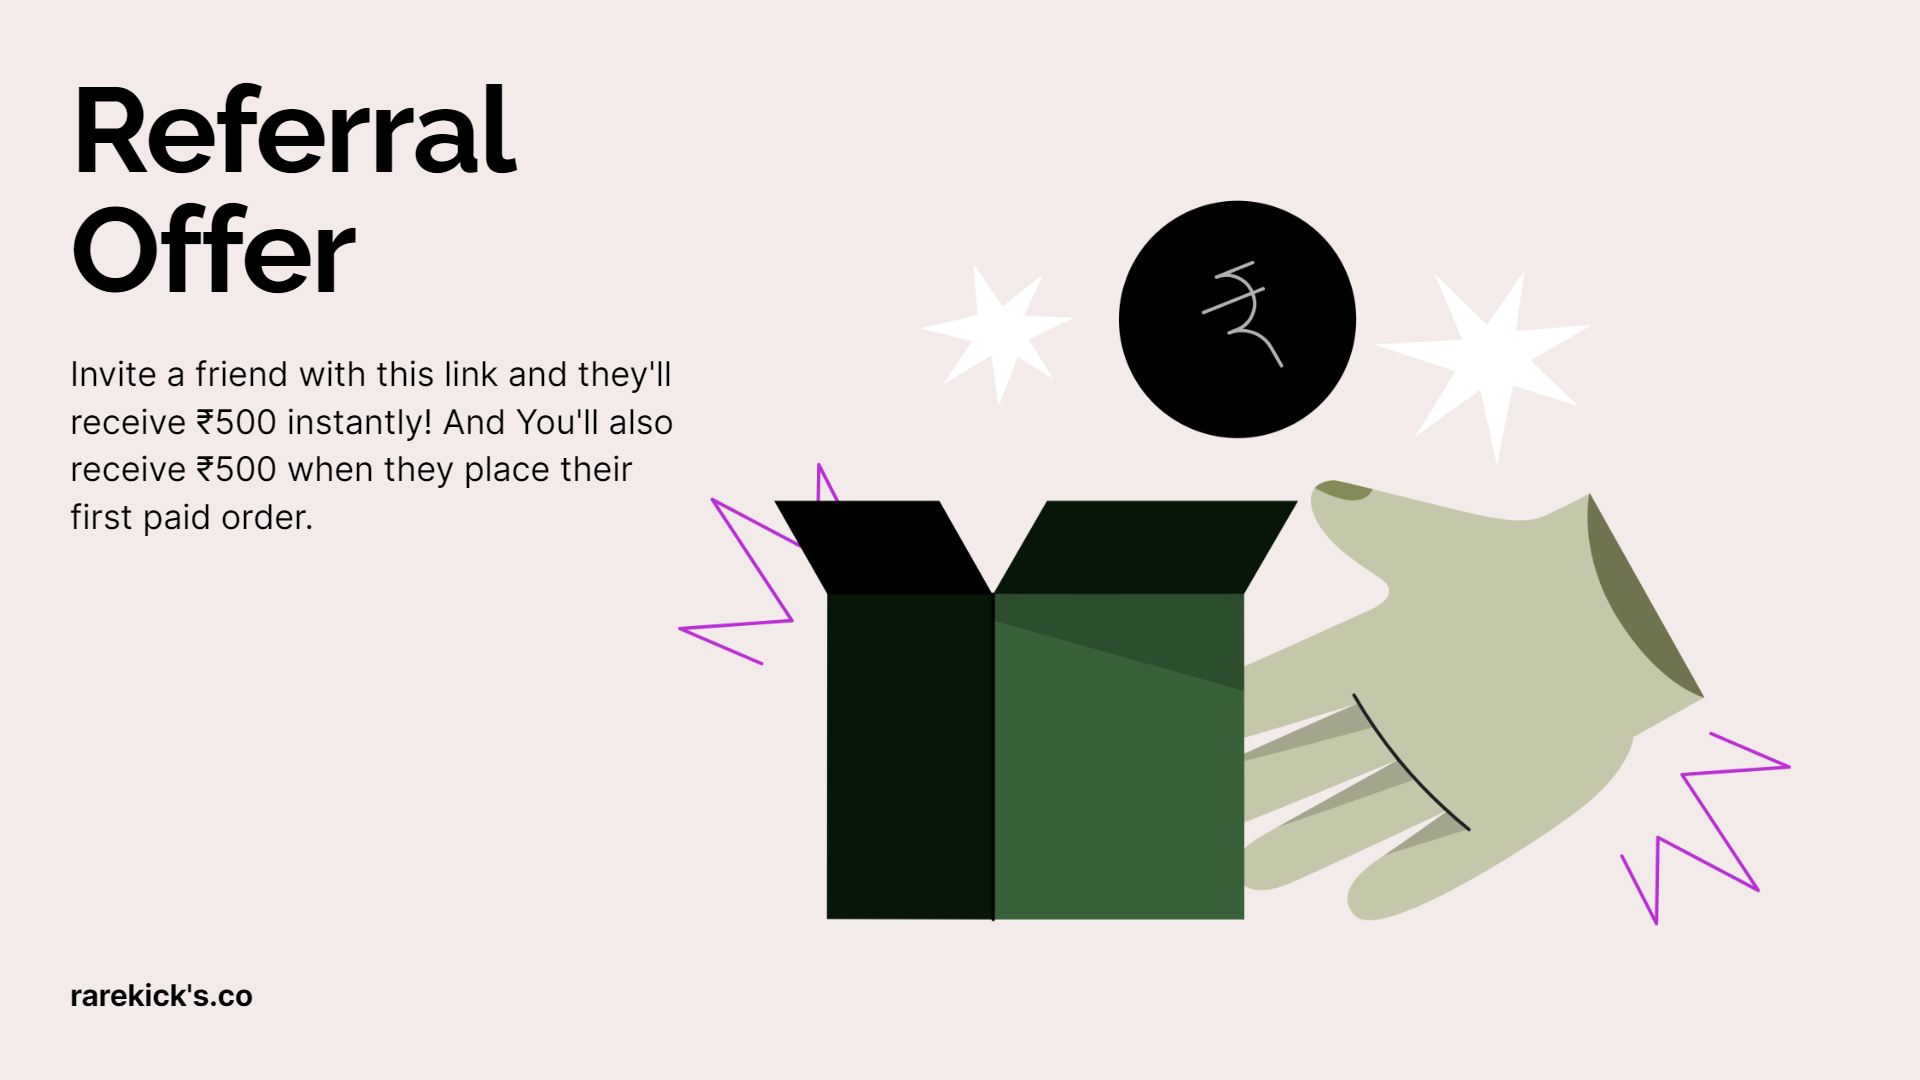 Referral
Offer
₹
Invite a friend with this link and they'll
receive ₹500 instantly! And You'll also
receive ₹500 when they place their
first paid order.
rarekick's.co